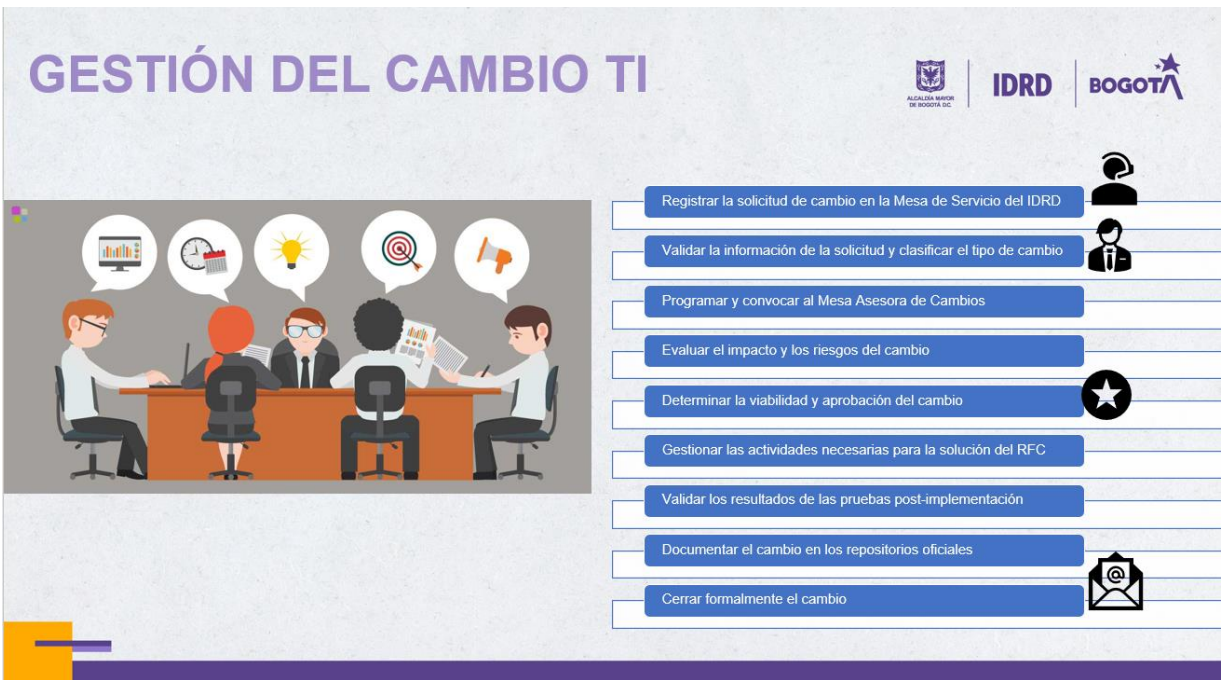 GESTIÓN DEL CAMBIO TI
ALCALDÍA MAYOR
DE BOGOTÁ D.C.
IDRD
BOGOTÁ
Registrar la solicitud de cambio en la Mesa de Servicio del IDRD
Validar la información de la solicitud y clasificar el tipo de cambio
Programar y convocar al Mesa Asesora de Cambios
Evaluar el impacto y los riesgos del cambio
Determinar la viabilidad y aprobación del cambio
Gestionar las actividades necesarias para la solución del RFC
Validar los resultados de las pruebas post-implementación
Documentar el cambio en los repositorios oficiales
Cerrar formalmente el cambio